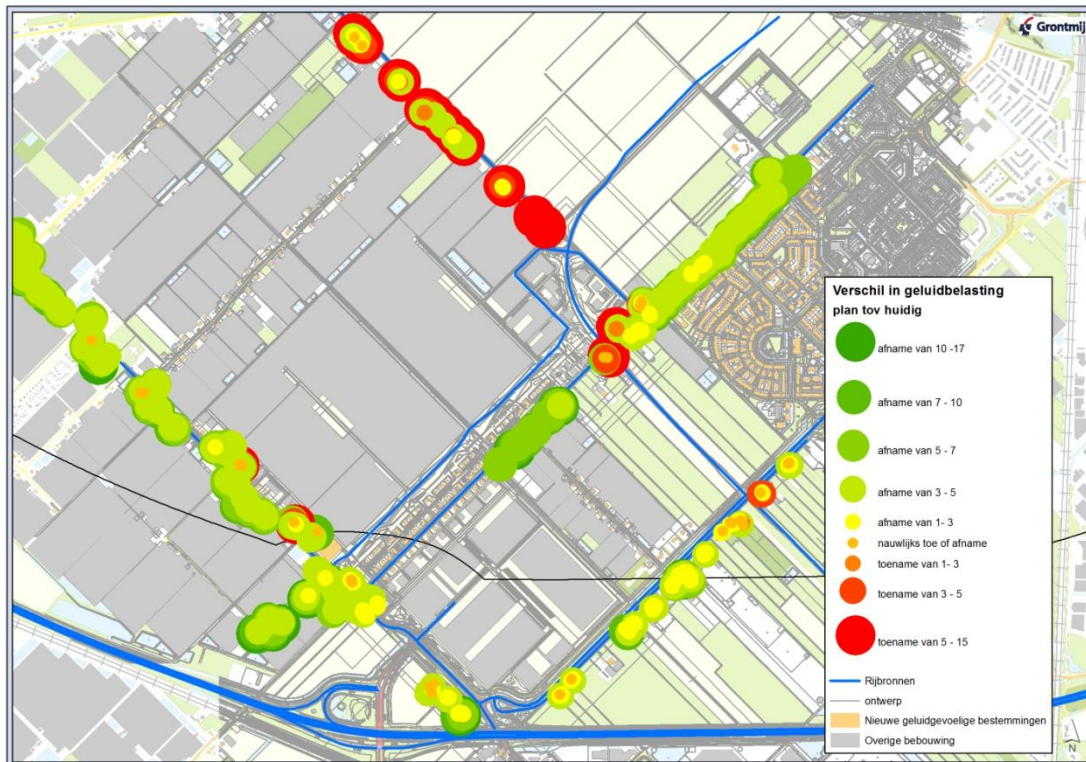 Grontmij
Verschil in geluidbelasting
plan tov huidig
afname van 10 -17
afname van 7 - 10
afname van 5 - 7
afname van 3 - 5
afname van 1- 3
nauwlijks toe of afname
toename van 1- 3
toename van 3 - 5
toename van 5 - 15
Rijbronnen
ontwerp
Nieuwe geluidgevoelige bestemmingen
Overige bebouwing
N